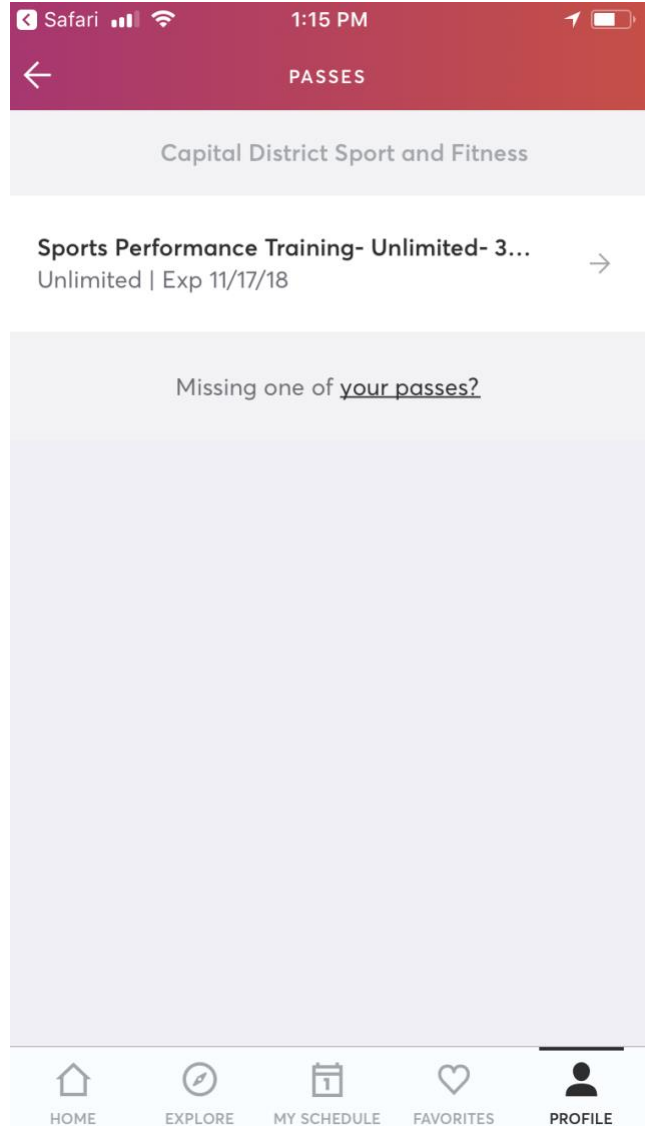 Safari 1:15 PM
PASSES
Capital District Sport and Fitness
Sports Performance Training- Unlimited- 3...
Unlimited | Exp 11/17/18
Missing one of your passes?
1
HOME EXPLORE MY SCHEDULE FAVORITES PROFILE